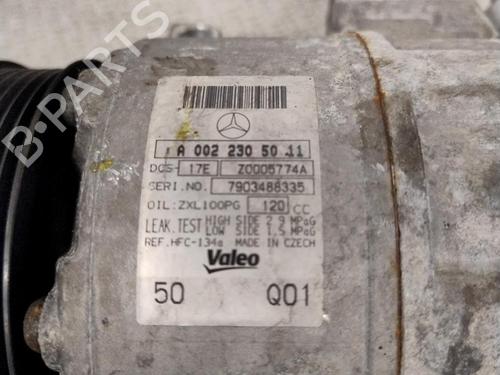 A 002 230 50 11
DCS-17E Z0005774A
SERI.NO. 7903488335
OIL:ZXL100PG 120 CC
LEAK.TEST HIGH SIDE 2.9 MPaG
LOW SIDE 1.5 MPaG
REF.HFC-134a MADE IN CZECH
Valeo
50 Q01
B-Parts